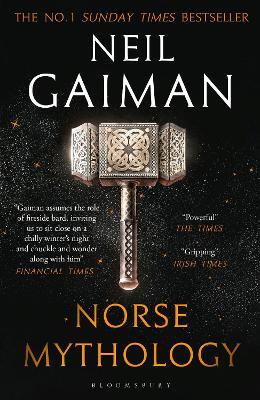 THE NO.1 SUNDAY TIMES BESTSELLER
NEIL
GAIMAN
"Gaiman assumes the role
of fireside bard, inviting
us to sit close on a
chilly winter's night
and chuckle and wonder
along with him"
FINANCIAL TIMES
"Powerful"
THE TIMES
"Gripping"
IRISH TIMES
NORSE
MYTHOLOGY
BLOOMSBURY